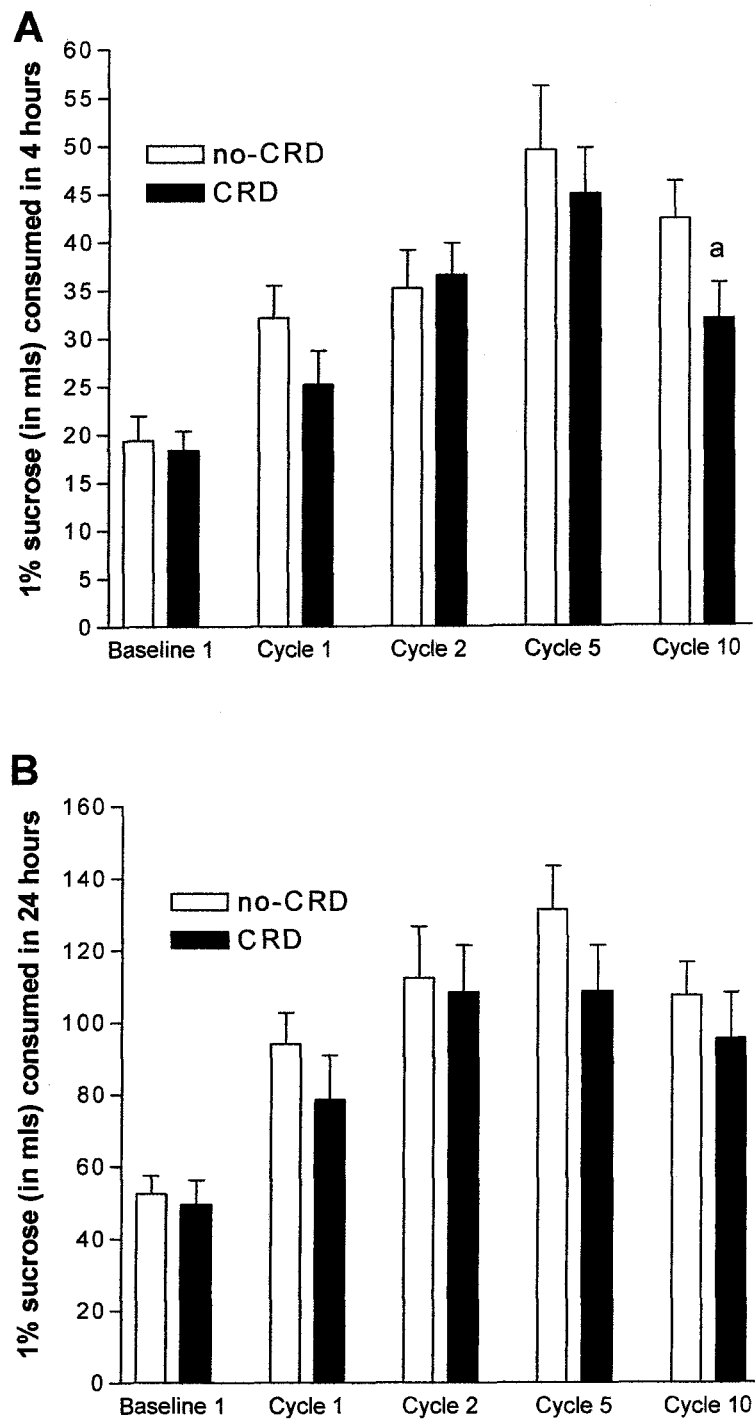 A
1% sucrose (in mls) consumed in 4 hours
60
55
50
45
40
35
30
25
20
15
10
5
0
no-CRD
CRD
a
Baseline 1 Cycle 1 Cycle 2 Cycle 5 Cycle 10
B
1% sucrose (in mls) consumed in 24 hours
160
140
120
100
80
60
40
20
0
no-CRD
CRD
Baseline 1 Cycle 1 Cycle 2 Cycle 5 Cycle 10